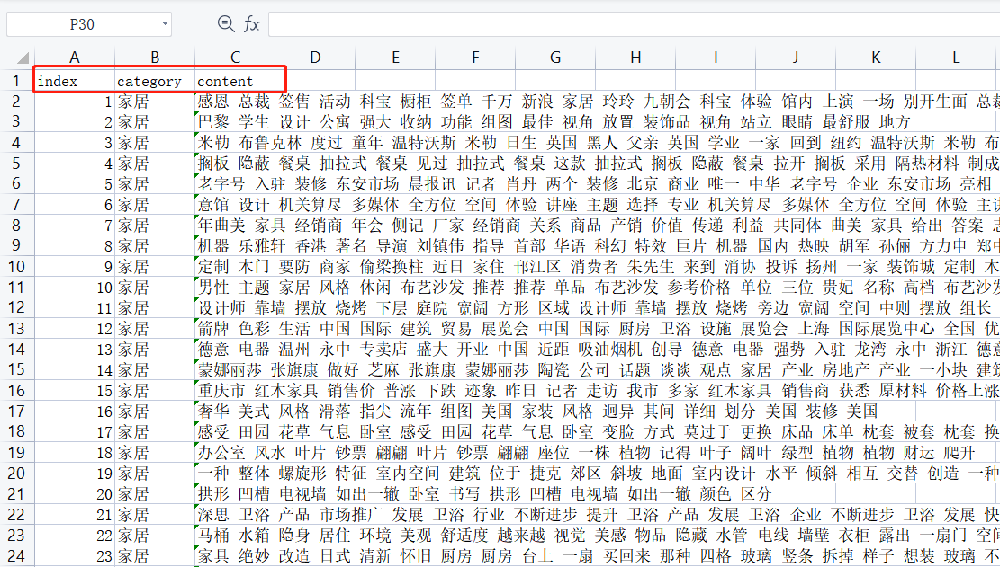 P30 fx
A B C D E F G H I J K L
1 index category content
2 1 家居 感恩 总裁 签售 活动 科宝 橱柜 签单 千万 新浪 家居 玲玲 九朝会 科宝 体验 馆内 上演 一场 别开生面 总裁
3 2 家居 巴黎 学生 设计 公寓 强大 收纳 功能 组图 最佳 视角 放置 装饰品 视角 站立 眼睛 最舒服 地方
4 3 家居 米勒 布鲁克林 度过 童年 温特沃斯 米勒 日生 英国 黑人 父亲 英国 学业 一家 回到 纽约 温特沃斯 米勒 布
5 4 家居 搁板 隐蔽 餐桌 抽拉式 餐桌 见过 抽拉式 餐桌 这款 抽拉式 搁板 隐蔽 餐桌 拉开 搁板 采用 隔热材料 制成
6 5 家居 老字号 入驻 装修 东安市场 晨报讯 记者 肖丹 两个 装修 北京 商业 唯一 中华 老字号 企业 东安市场 亮相
7 6 家居 意馆 设计 机关算尽 多媒体 全方位 空间 体验 讲座 主题 选择 专业 机关算尽 多媒体 全方位 空间 体验 主讲
8 7 家居 年曲美 家具 经销商 年会 侧记 厂家 经销商 关系 商品 产销 价值 传递 利益 共同体 曲美 家具 给出 答案
9 8 家居 机器 乐雅轩 香港 著名 导演 刘镇伟 指导 首部 华语 科幻 特效 巨片 机器 国内 热映 胡军 孙俪 方力申 郑中
10 9 家居 定制 木门 要防 商家 偷梁换柱 近日 家住 邗江区 消费者 朱先生 来到 消协 投诉 扬州 一家 装饰城 定制 木
11 10 家居 男性 主题 家居 风格 休闲 布艺沙发 推荐 推荐 单品 布艺沙发 参考价格 单位 三位 贵妃 名称 高档 布艺沙发
12 11 家居 设计师 靠墙 摆放 烧烤 下层 庭院 宽阔 方形 区域 设计师 靠墙 摆放 烧烤 旁边 宽阔 空间 中则 摆放 组长
13 12 家居 箭牌 色彩 生活 中国 国际 建筑 贸易 展览会 中国 国际 厨房 卫浴 设施 展览会 上海 国际展览中心 全国 优
14 13 家居 德意 电器 温州 永中 专卖店 盛大 开业 中国 近距 吸油烟机 创导 德意 电器 强势 入驻 龙湾 永中 浙江 德意
15 14 家居 蒙娜丽莎 张旗康 做好 芝麻 张旗康 蒙娜丽莎 陶瓷 公司 话题 谈谈 观点 家居 产业 房地产 产业 一小块 建筑
16 15 家居 重庆市 红木家具 销售价 普涨 下跌 迹象 昨日 记者 走访 我市 多家 红木家具 销售商 获悉 原材料 价格上涨
17 16 家居 奢华 美式 风格 滑落 指尖 流年 组图 美国 家装 风格 迥异 其间 详细 划分 美国 装修 美国
18 17 家居 感受 田园 花草 气息 卧室 感受 田园 花草 气息 卧室 变脸 方式 莫过于 更换 床品 床单 枕套 被套 枕套 换
19 18 家居 办公室 风水 叶片 钞票 翩翩 叶片 钞票 翩翩 座位 一株 植物 记得 叶子 阔叶 绿型 植物 植物 财运 爬升
20 19 家居 一种 整体 螺旋形 特征 室内空间 建筑 位于 捷克 郊区 斜坡 地面 室内设计 水平 倾斜 相互 交替 创造 一种
21 20 家居 拱形 凹槽 电视墙 如出一辙 卧室 书写 拱形 凹槽 电视墙 如出一辙 颜色 区分
22 21 家居 深思 卫浴 产品 市场推广 发展 卫浴 行业 不断进步 提升 卫浴 产品 发展 卫浴 企业 不断进步 卫浴 发展 快
23 22 家居 马桶 水箱 隐身 居住 环境 美观 舒适度 越来越 视觉 美感 物品 隐藏 水管 电线 墙壁 衣柜 露出 一扇门 空间
24 23 家居 家具 绝妙 改造 日式 清新 怀旧 厨房 厨房 台上 一扇 买回来 那种 四格 玻璃 竖条 拆掉 样子 想装 玻璃 不